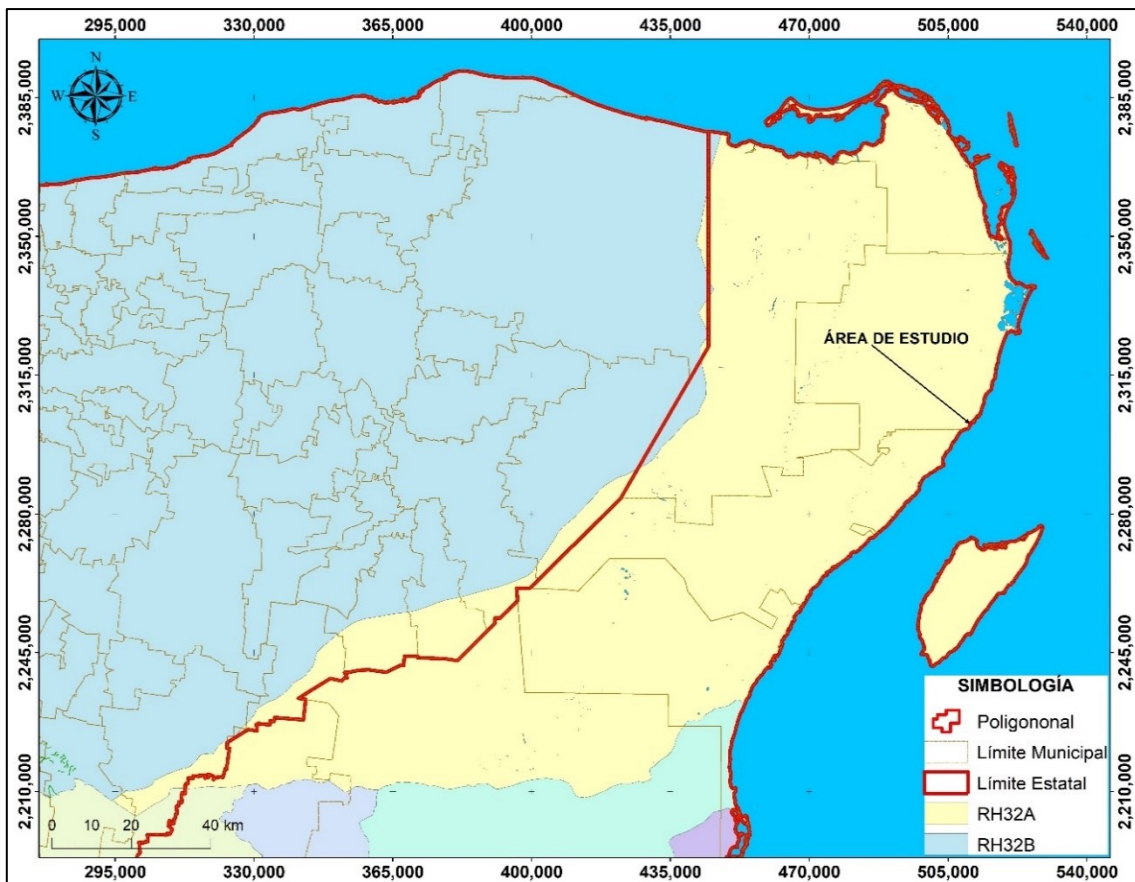 295,000 330,000 365,000 400,000 435,000 470,000 505,000 540,000
N
W E
S
2,385,000 2,385,000
2,350,000 2,350,000
ÁREA DE ESTUDIO
2,315,000 2,315,000
2,280,000 2,280,000
2,245,000 2,245,000
SIMBOLOGÍA
Poligononal
Límite Municipal
Límite Estatal
2,210,000 2,210,000
RH32A
0 10 20 40 km
RH32B
295,000 330,000 365,000 400,000 435,000 470,000 505,000 540,000